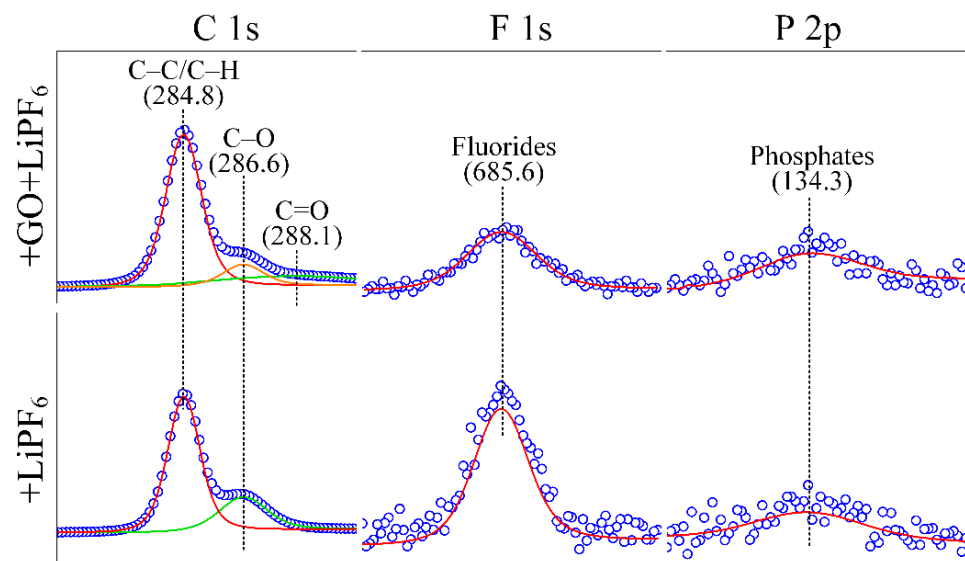 C 1s
F 1s
P 2p
+GO+LiPF₆
C–C/C–H
(284.8)
C–O
(286.6)
C=O
(288.1)
Fluorides
(685.6)
Phosphates
(134.3)
+LiPF₆